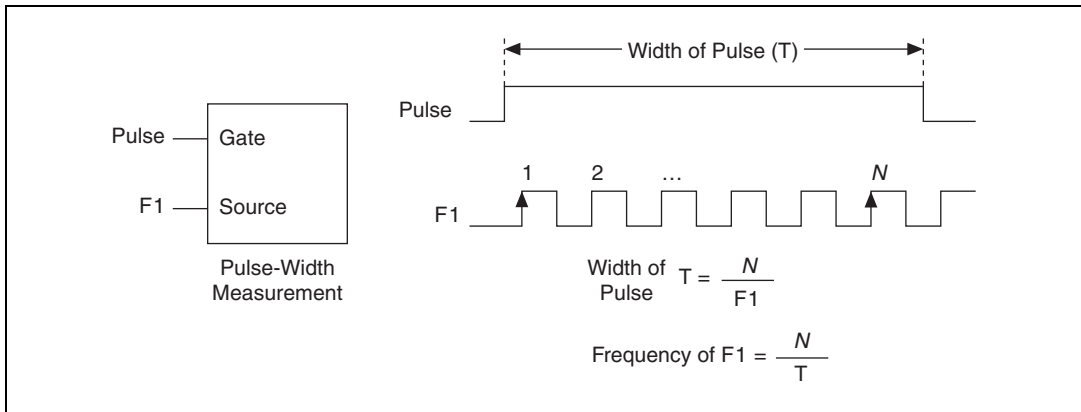 Width of Pulse (T)
Pulse
Pulse
Gate
1 2 … N
F1
Source
F1
Pulse-Width
Measurement
Width of
Pulse
T = N
F1
Frequency of F1 = N
T